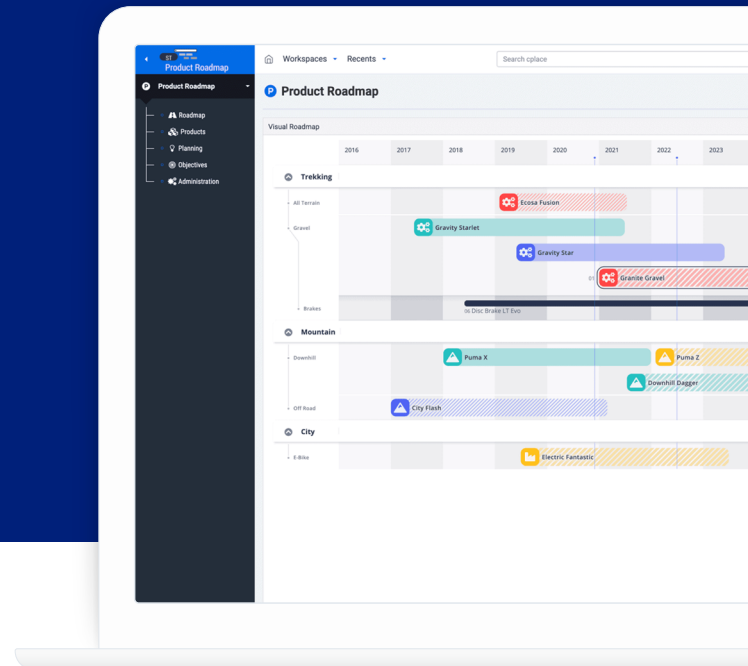 ST
Product Roadmap
Workspaces Recents
Search cplace
P Product Roadmap
P Product Roadmap
Roadmap
Products
Planning
Objectives
Administration
Visual Roadmap
2016 2017 2018 2019 2020 2021 2022 2023
Trekking
All Terrain
Ecosa Fusion
Gravel
Gravity Starlet
Gravity Star
01
Granite Gravel
Brakes
06 Disc Brake LT Evo
Mountain
Downhill
Puma X
Puma Z
Downhill Dagger
Off Road
City Flash
City
E-Bike
Electric Fantastic